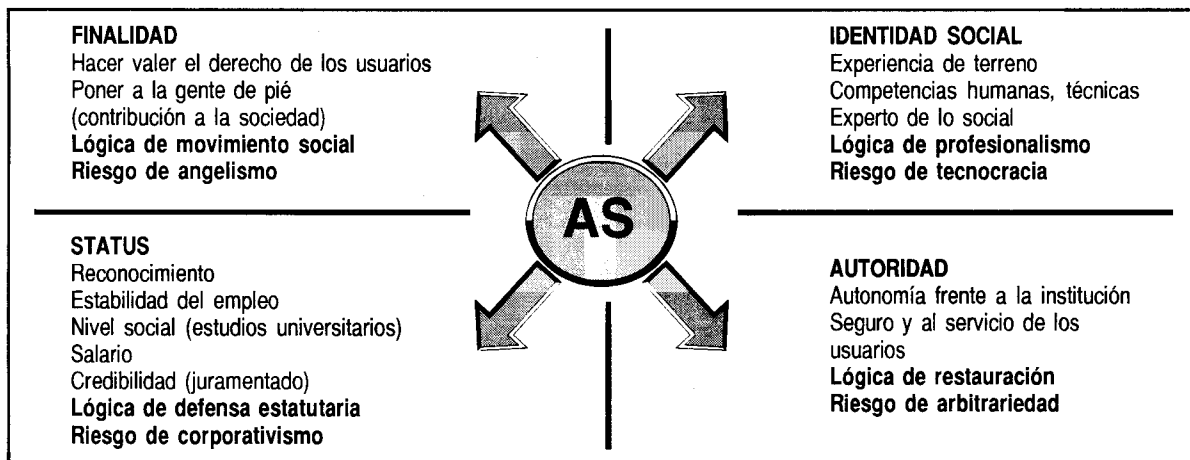 FINALIDAD
Hacer valer el derecho de los usuarios
Poner a la gente de pié
(contribución a la sociedad)
Lógica de movimiento social
Riesgo de angelismo
IDENTIDAD SOCIAL
Experiencia de terreno
Competencias humanas, técnicas
Experto de lo social
Lógica de profesionalismo
Riesgo de tecnocracia
AS
STATUS
Reconocimiento
Estabilidad del empleo
Nivel social (estudios universitarios)
Salario
Credibilidad (juramentado)
Lógica de defensa estatutaria
Riesgo de corporativismo
AUTORIDAD
Autonomía frente a la institución
Seguro y al servicio de los
usuarios
Lógica de restauración
Riesgo de arbitrariedad